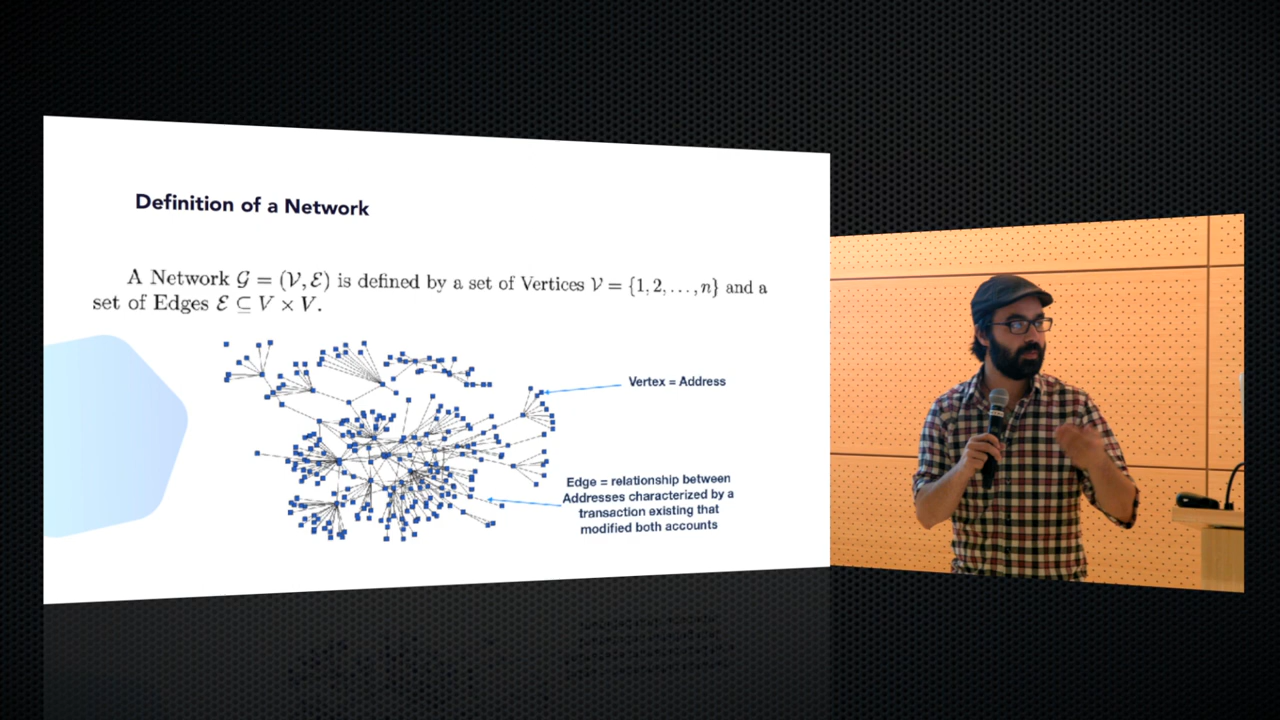 Definition of a Network
A Network 𝒢 = (𝒱, ℰ) is defined by a set of Vertices 𝒱 = {1, 2, . . . , n} and a
set of Edges ℰ ⊆ V × V.
Vertex = Address
Edge = relationship between
Addresses characterized by a
transaction existing that
modified both accounts